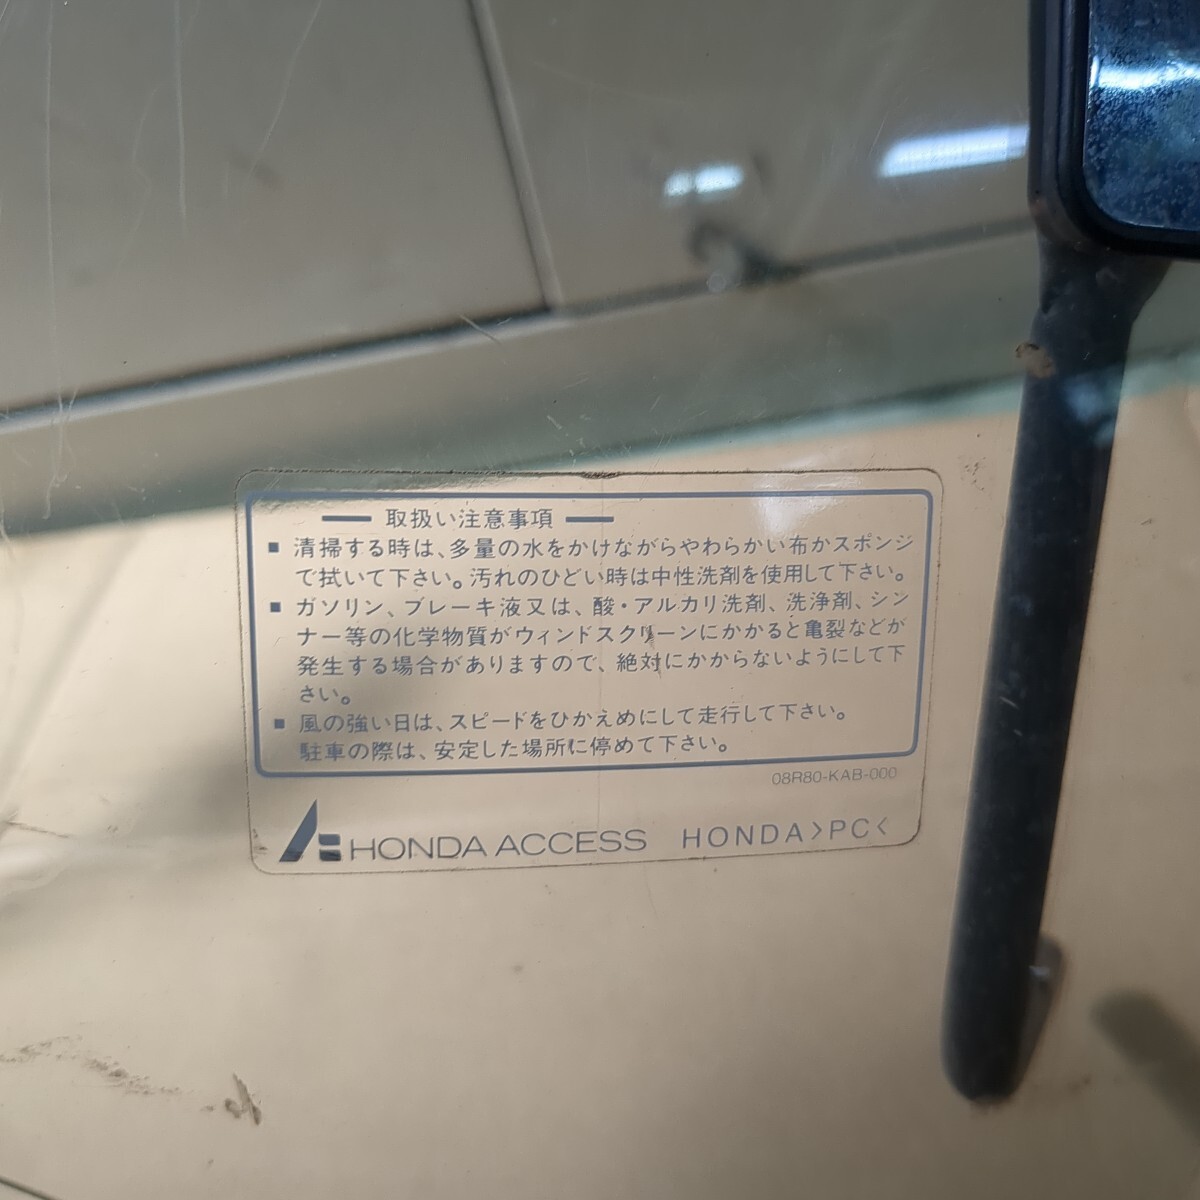 取扱い注意事項
■ 清掃する時は、多量の水をかけながらやわらかい布かスポンジ
で拭いて下さい。汚れのひどい時は中性洗剤を使用して下さい。
■ ガソリン、ブレーキ液又は、酸・アルカリ洗剤、洗浄剤、シン
ナー等の化学物質がウィンドスクリーンにかかると亀裂などが
発生する場合がありますので、絶対にかからないようにして下
さい。
■ 風の強い日は、スピードをひかえめにして走行して下さい。
駐車の際は、安定した場所に停めて下さい。
08R80-KAB-000
HONDA ACCESS HONDA>PC<